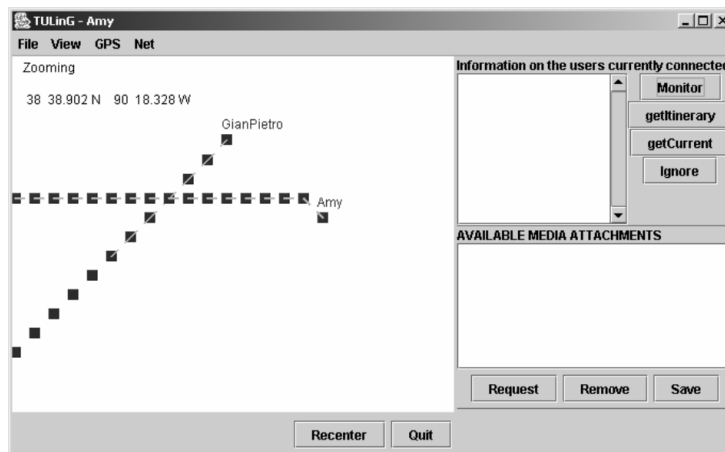 TULinG - Amy
File View GPS Net
Zooming
38 38.902 N 90 18.328 W
GianPietro
Amy
Information on the users currently connected
Monitor
getItinerary
getCurrent
Ignore
AVAILABLE MEDIA ATTACHMENTS
Request Remove Save
Recenter Quit